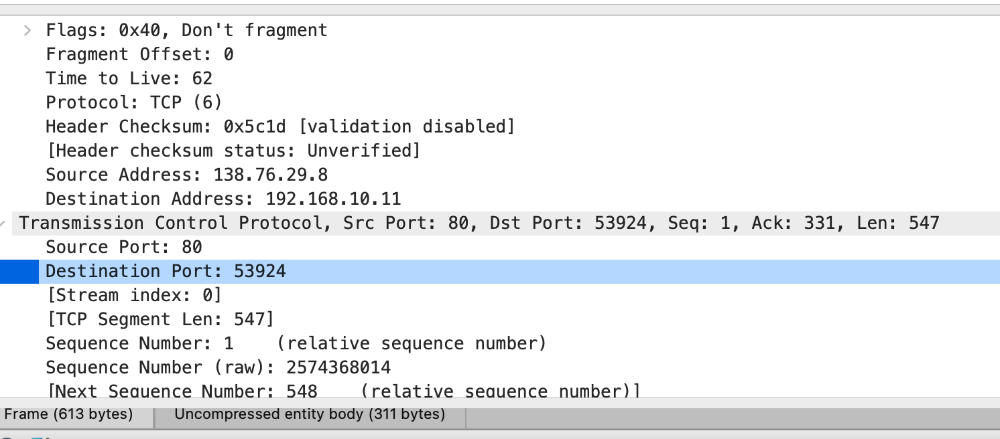 Flags: 0x40, Don't fragment
Fragment Offset: 0
Time to Live: 62
Protocol: TCP (6)
Header Checksum: 0x5c1d [validation disabled]
[Header checksum status: Unverified]
Source Address: 138.76.29.8
Destination Address: 192.168.10.11
Transmission Control Protocol, Src Port: 80, Dst Port: 53924, Seq: 1, Ack: 331, Len: 547
Source Port: 80
Destination Port: 53924
[Stream index: 0]
[TCP Segment Len: 547]
Sequence Number: 1    (relative sequence number)
Sequence Number (raw): 2574368014
[Next Sequence Number: 548    (relative sequence number)]
Frame (613 bytes) Uncompressed entity body (311 bytes)